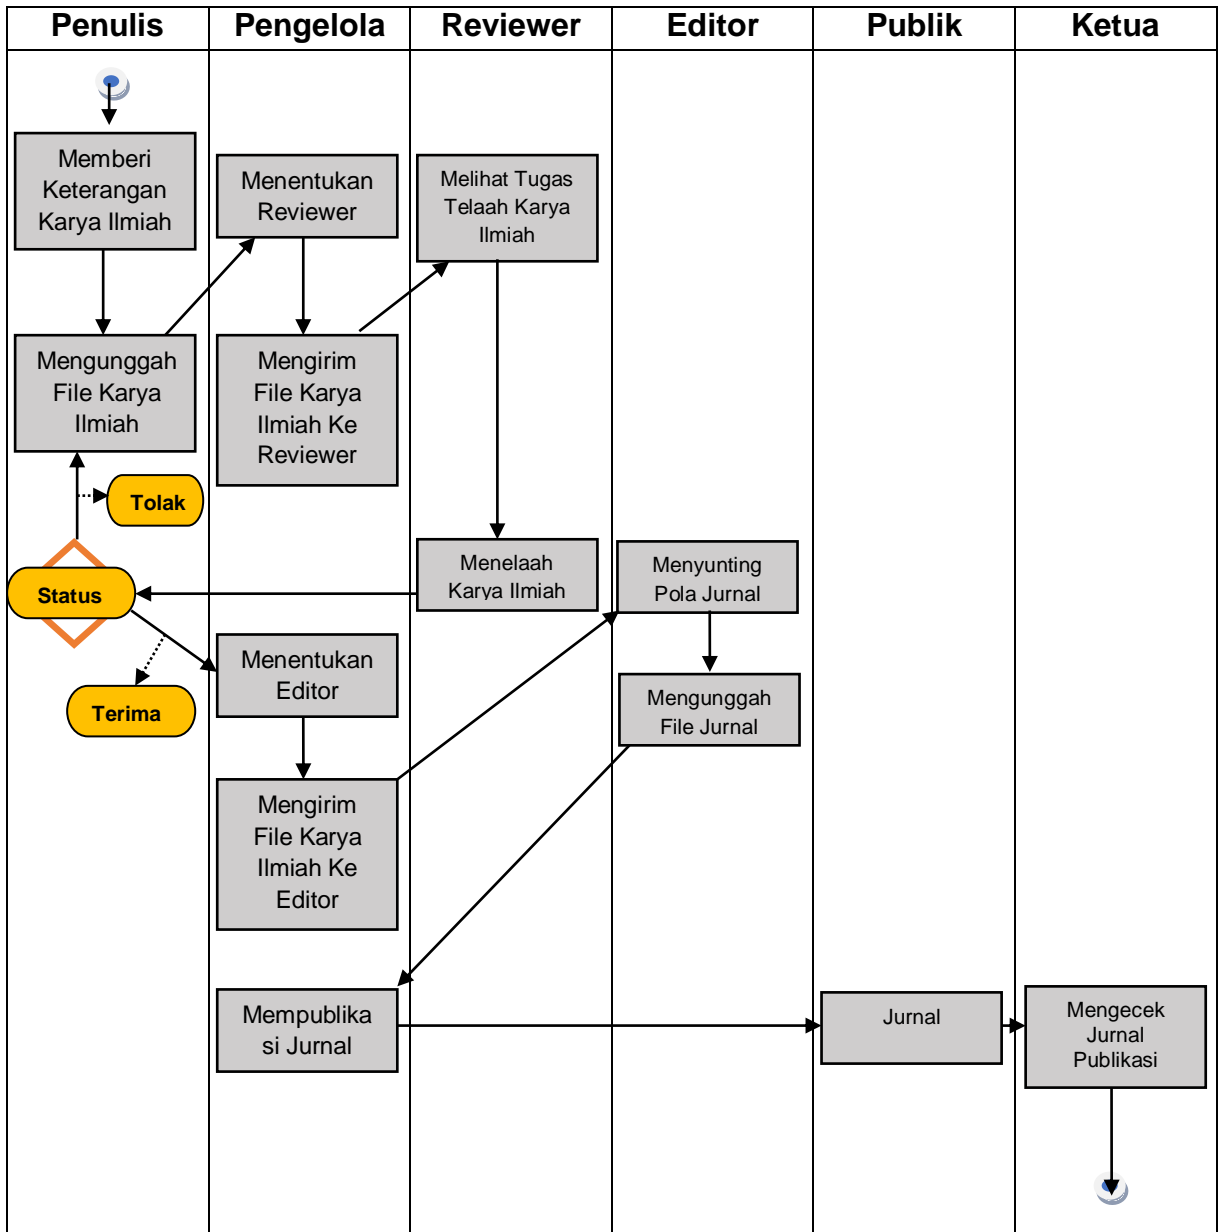 Penulis
Pengelola
Reviewer
Editor
Publik
Ketua
Memberi
Keterangan
Karya Ilmiah
Menentukan
Reviewer
Melihat Tugas
Telaah Karya
Ilmiah
Mengunggah
File Karya
Ilmiah
Mengirim
File Karya
Ilmiah Ke
Reviewer
Tolak
Status
Menelaah
Karya Ilmiah
Menyunting
Pola Jurnal
Menentukan
Editor
Terima
Mengunggah
File Jurnal
Mengirim
File Karya
Ilmiah Ke
Editor
Mempublika
si Jurnal
Jurnal
Mengecek
Jurnal
Publikasi